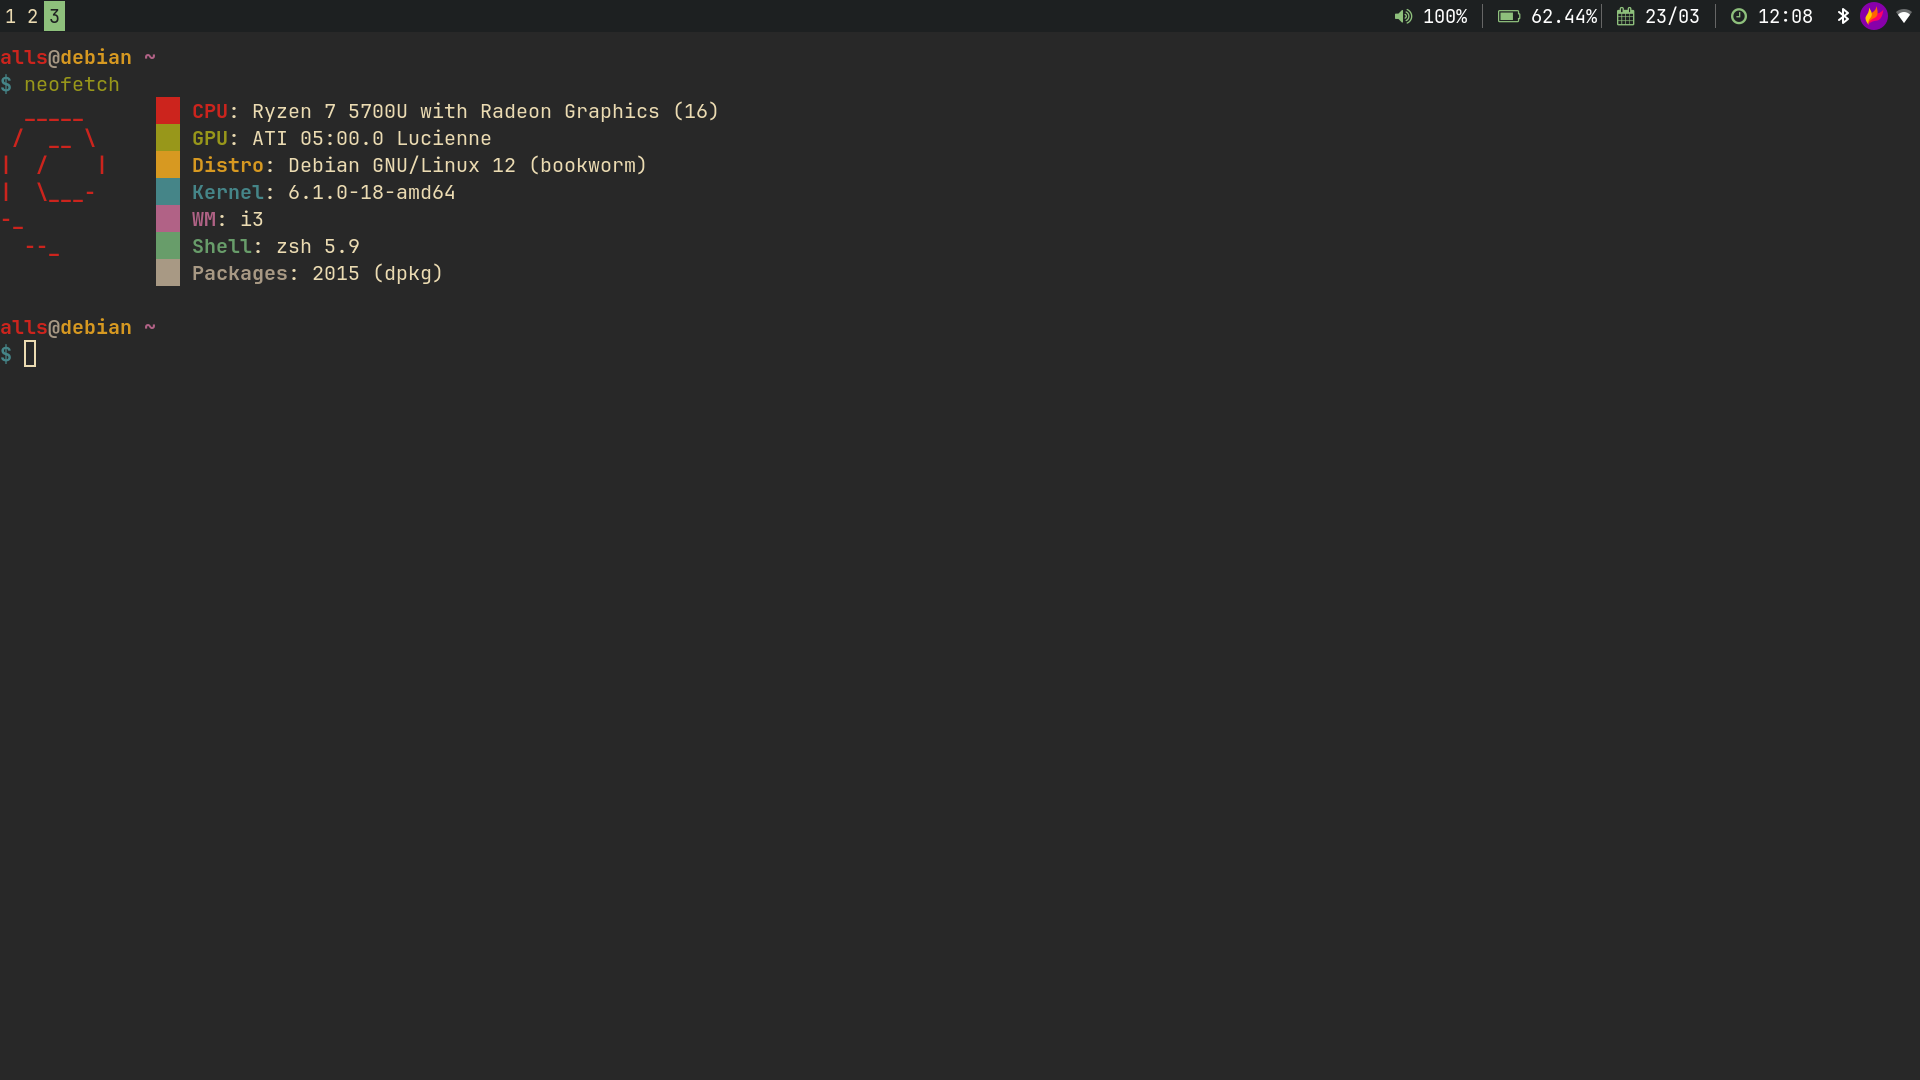 1 2 3 100% 62.44% 23/03 12:08
alls@debian ~
$ neofetch
CPU: Ryzen 7 5700U with Radeon Graphics (16)
GPU: ATI 05:00.0 Lucienne
Distro: Debian GNU/Linux 12 (bookworm)
Kernel: 6.1.0-18-amd64
WM: i3
Shell: zsh 5.9
Packages: 2015 (dpkg)
alls@debian ~
$